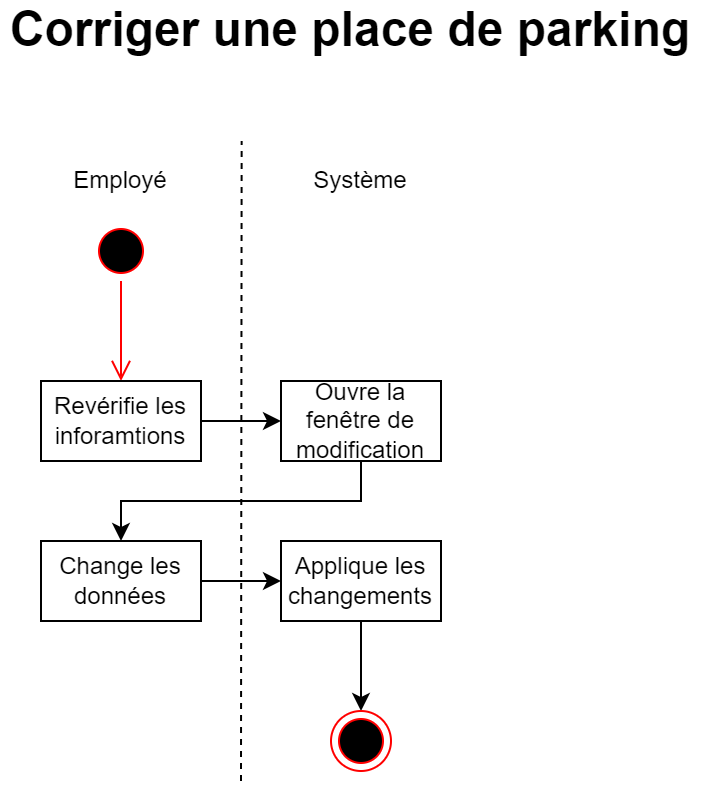 Corriger une place de parking
Employé
Système
Revérifie les
inforamtions
Ouvre la
fenêtre de
modification
Change les
données
Applique les
changements